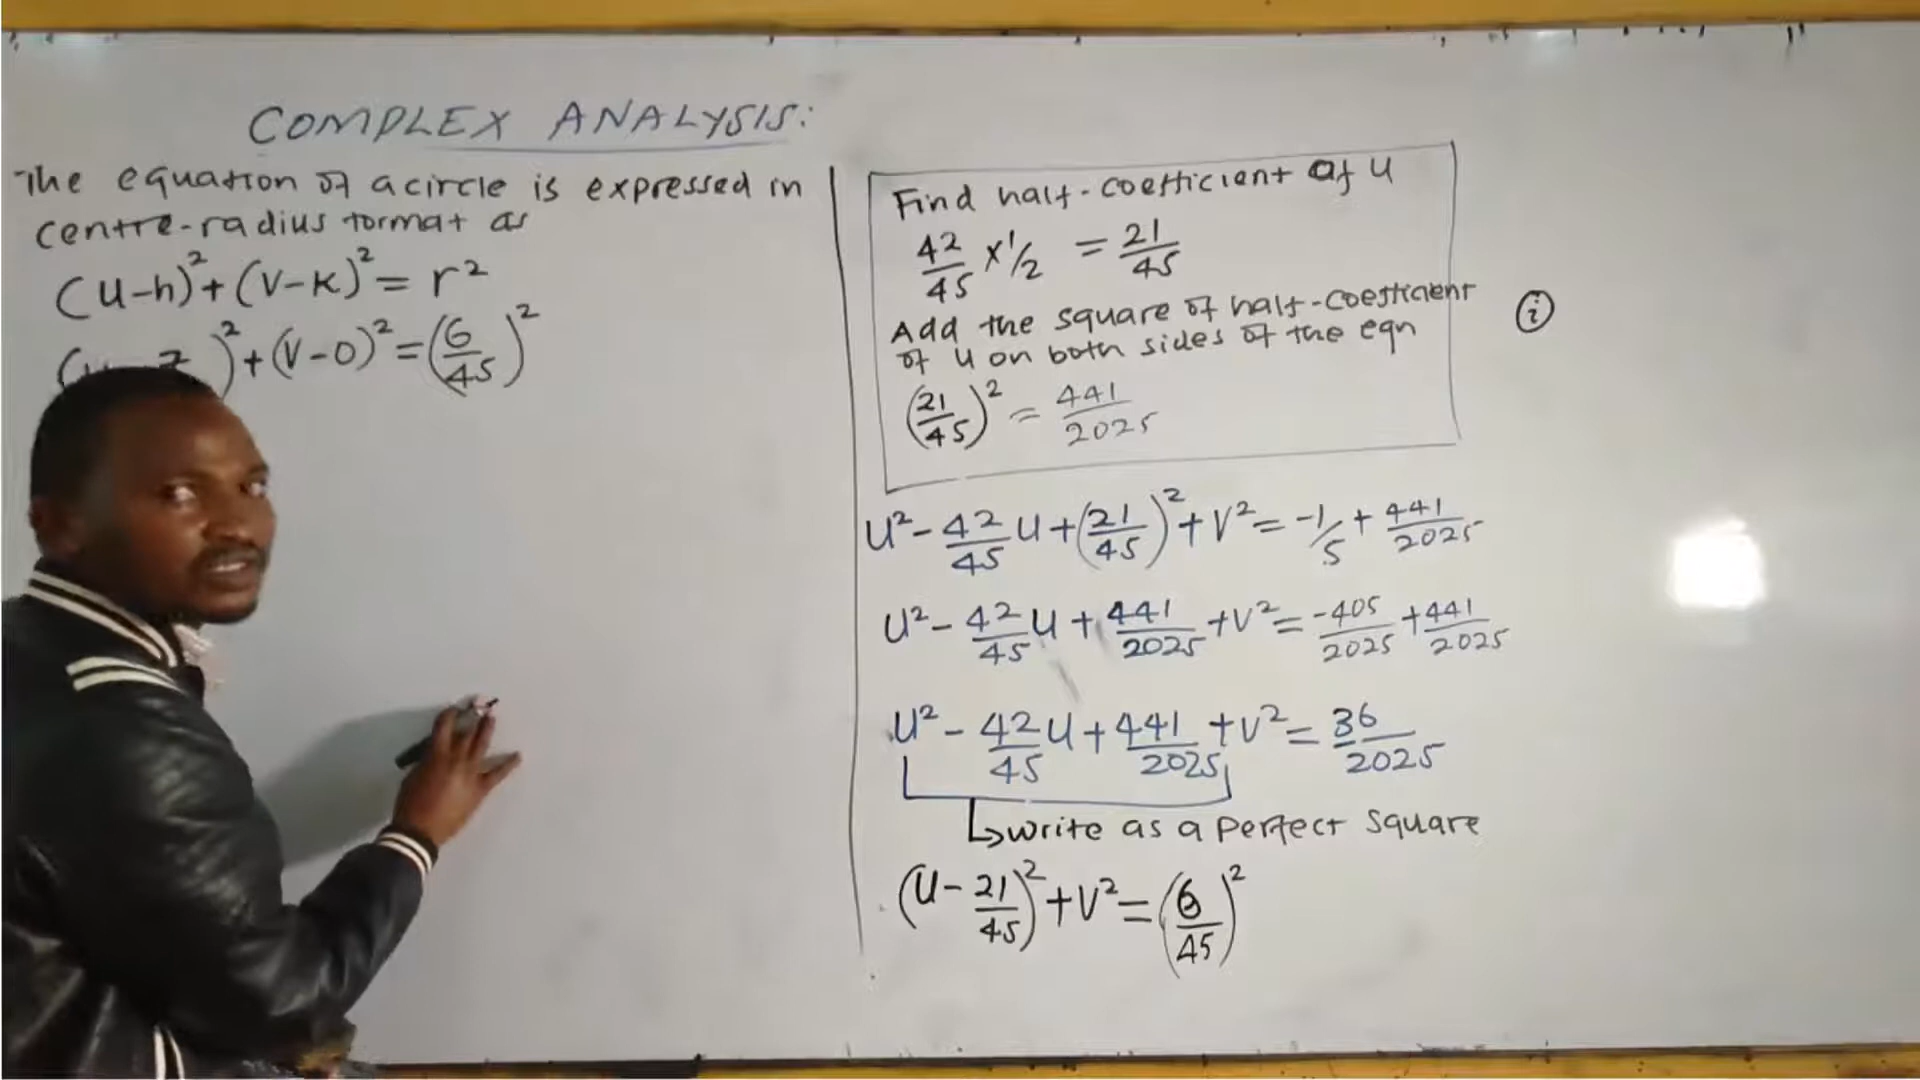 COMPLEX ANALYSIS:
The equation of a circle is expressed in
centre-radius format as
(u-h)² + (v-k)² = r²
)² + (v-0)² = (6/45)²
Find half-coefficient of u
42/45 x 1/2 = 21/45
Add the square of half-coefficient
of u on both sides of the eqn
(21/45)² = 441/2025
i
u² - 42/45 u + (21/45)² + v² = -1/5 + 441/2025
u² - 42/45 u + 441/2025 + v² = -405/2025 + 441/2025
u² - 42/45 u + 441/2025 + v² = 36/2025
↳ write as a perfect square
(u - 21/45)² + v² = (6/45)²